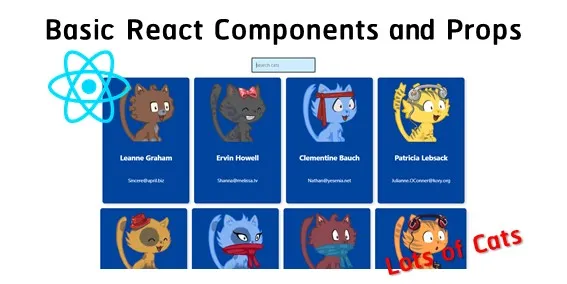 Basic React Components and Props
search cats
Leanne Graham
Ervin Howell
Clementine Bauch
Patricia Lebsack
Sincere@april.biz
Shanna@melissa.tv
Nathan@yesenia.net
Julianne.OConner@kory.org
Lots of Cats